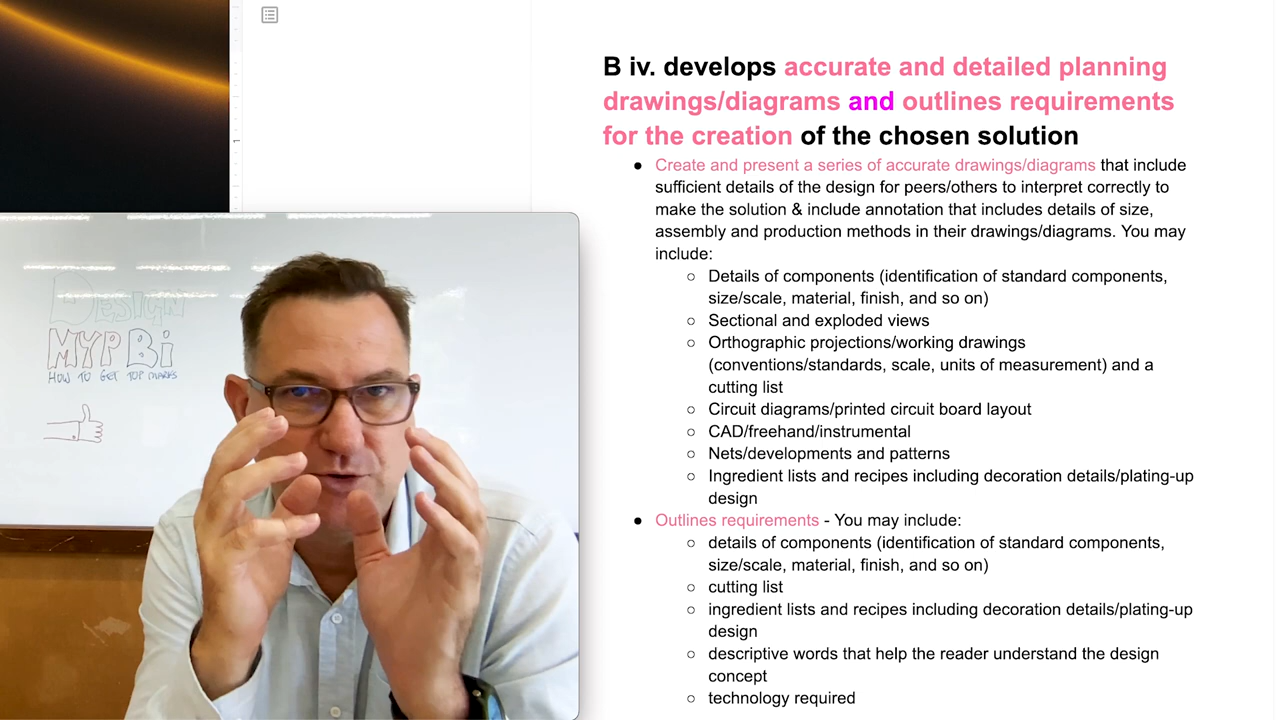 B iv. develops accurate and detailed planning
drawings/diagrams and outlines requirements
for the creation of the chosen solution
● Create and present a series of accurate drawings/diagrams that include
sufficient details of the design for peers/others to interpret correctly to
make the solution & include annotation that includes details of size,
assembly and production methods in their drawings/diagrams. You may
include:
○ Details of components (identification of standard components,
size/scale, material, finish, and so on)
○ Sectional and exploded views
○ Orthographic projections/working drawings
(conventions/standards, scale, units of measurement) and a
cutting list
○ Circuit diagrams/printed circuit board layout
○ CAD/freehand/instrumental
○ Nets/developments and patterns
○ Ingredient lists and recipes including decoration details/plating-up
design
● Outlines requirements - You may include:
○ details of components (identification of standard components,
size/scale, material, finish, and so on)
○ cutting list
○ ingredient lists and recipes including decoration details/plating-up
design
○ descriptive words that help the reader understand the design
concept
○ technology required
DESIGN
MYP Bi
HOW TO GET TOP MARKS
1